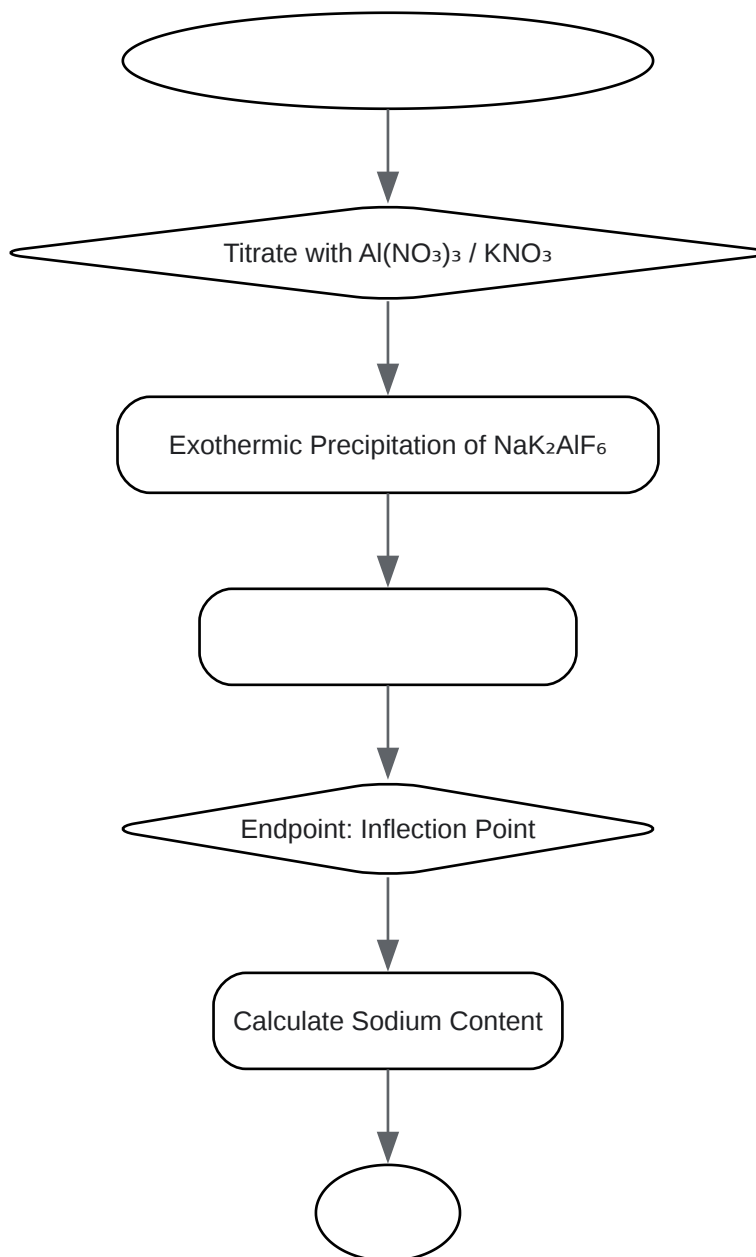 Titrate with Al(NO₃)₃ / KNO₃
Exothermic Precipitation of NaK₂AlF₆
Endpoint: Inflection Point
Calculate Sodium Content